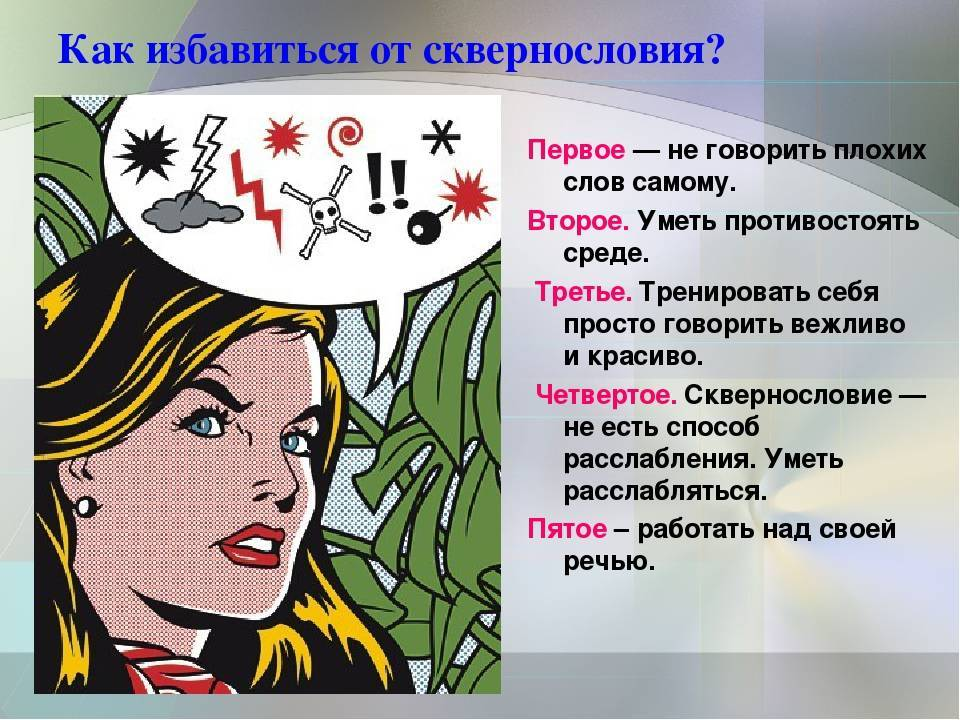 Как избавиться от сквернословия?
!!
*
Первое — не говорить плохих
слов самому.
Второе. Уметь противостоять
среде.
Третье. Тренировать себя
просто говорить вежливо
и красиво.
Четвертое. Сквернословие —
не есть способ
расслабления. Уметь
расслабляться.
Пятое – работать над своей
речью.